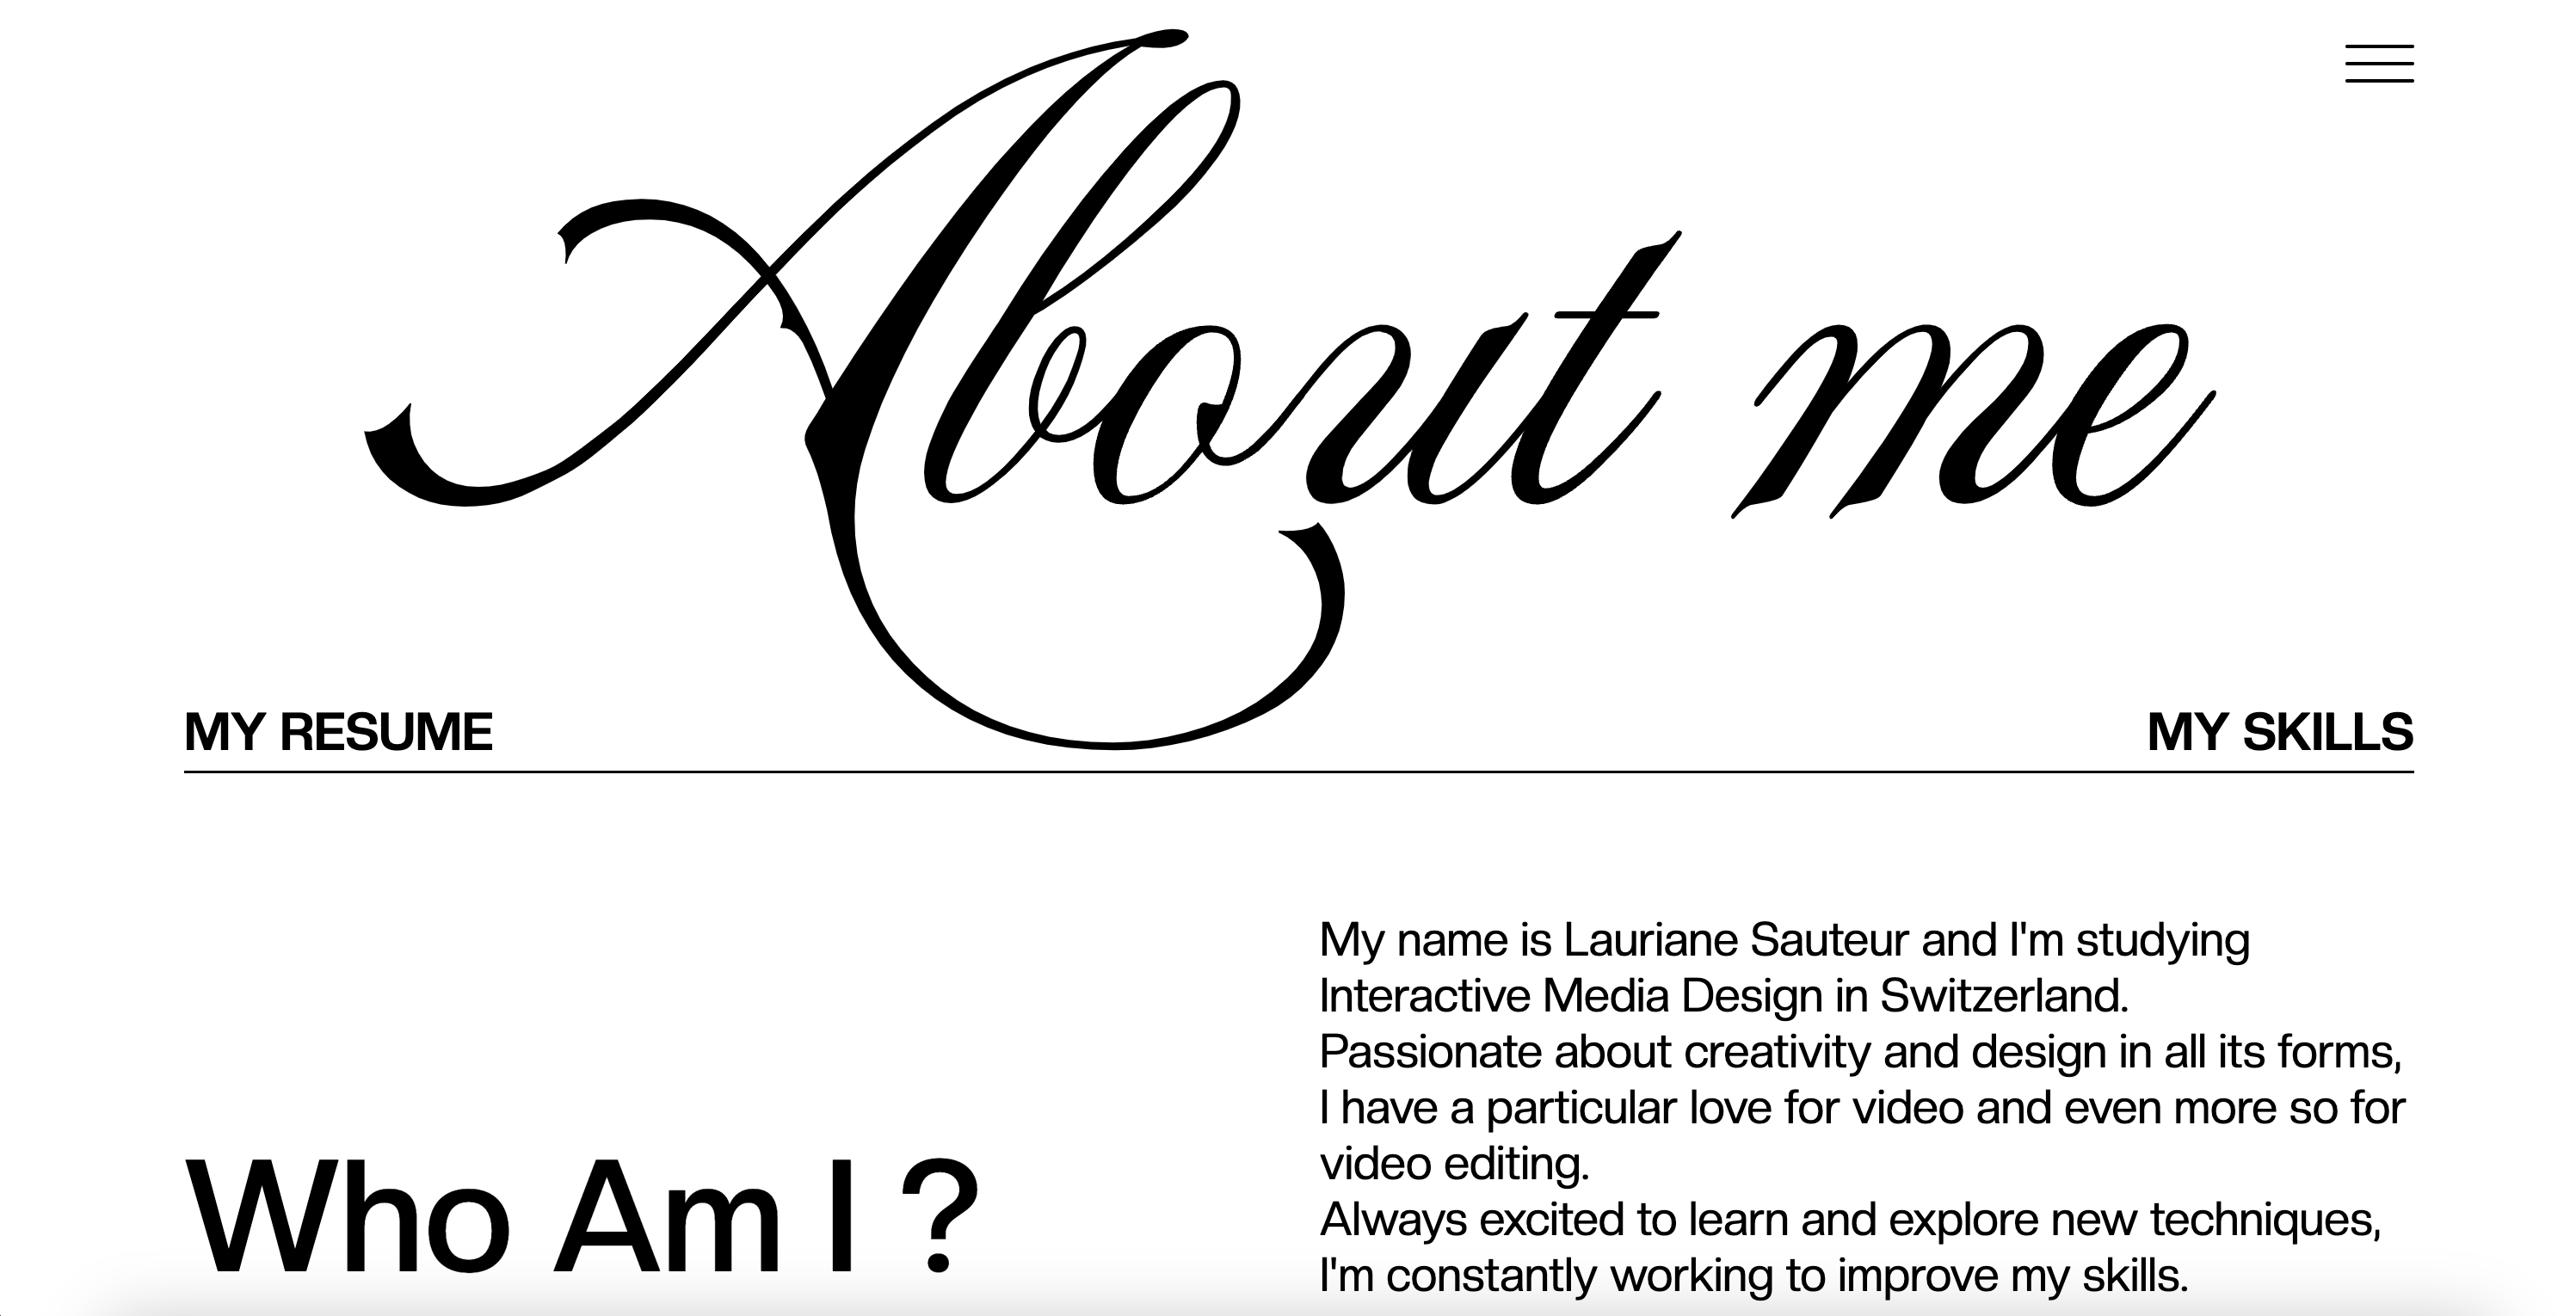 About me
MY RESUME
MY SKILLS
My name is Lauriane Sauteur and I'm studying
Interactive Media Design in Switzerland.
Passionate about creativity and design in all its forms,
I have a particular love for video and even more so for
video editing.
Always excited to learn and explore new techniques,
I'm constantly working to improve my skills.
Who Am I ?